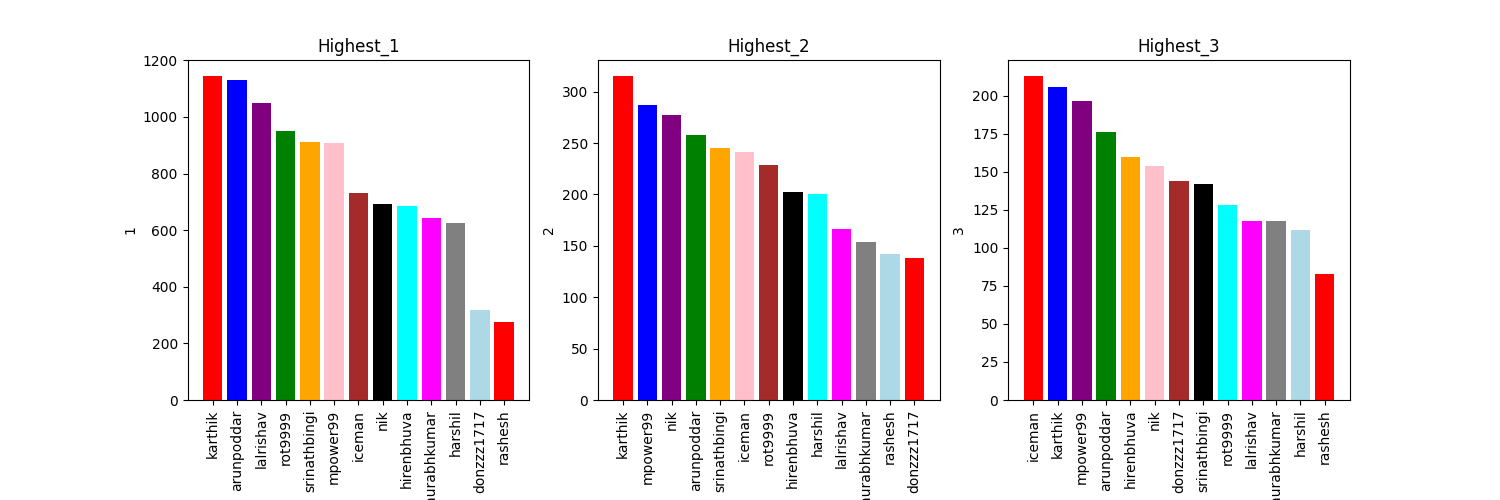 Highest_1
1
1200
1000
800
600
400
200
0
karthik
arunpoddar
lalrishav
rot9999
srinathbingi
mpower99
iceman
nik
hirenbhuva
urabhkumar
harshil
donzzz1717
rashesh
Highest_2
2
300
250
200
150
100
50
0
karthik
mpower99
nik
arunpoddar
srinathbingi
iceman
rot9999
hirenbhuva
harshil
lalrishav
urabhkumar
rashesh
donzzz1717
Highest_3
3
200
175
150
125
100
75
50
25
0
iceman
karthik
mpower99
arunpoddar
hirenbhuva
nik
donzzz1717
srinathbingi
rot9999
lalrishav
urabhkumar
harshil
rashesh